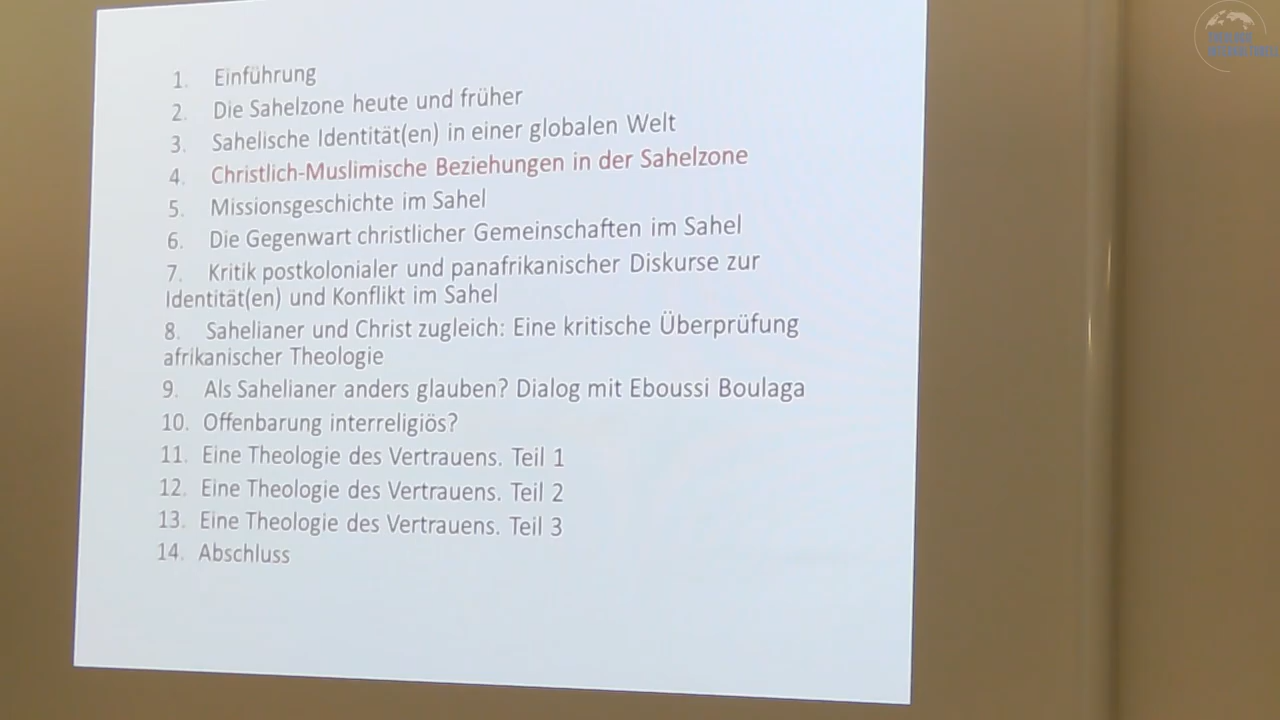 1. Einführung
2. Die Sahelzone heute und früher
3. Sahelische Identität(en) in einer globalen Welt
4. Christlich-Muslimische Beziehungen in der Sahelzone
5. Missionsgeschichte im Sahel
6. Die Gegenwart christlicher Gemeinschaften im Sahel
7. Kritik postkolonialer und panafrikanischer Diskurse zur
Identität(en) und Konflikt im Sahel
8. Sahelianer und Christ zugleich: Eine kritische Überprüfung
afrikanischer Theologie
9. Als Sahelianer anders glauben? Dialog mit Eboussi Boulaga
10. Offenbarung interreligiös?
11. Eine Theologie des Vertrauens. Teil 1
12. Eine Theologie des Vertrauens. Teil 2
13. Eine Theologie des Vertrauens. Teil 3
14. Abschluss